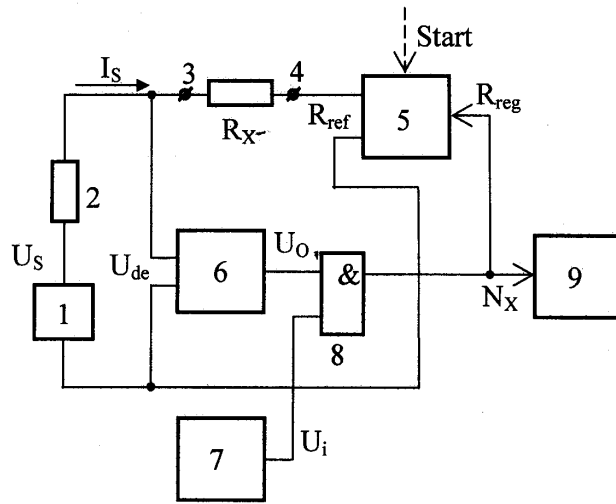 Start
I_S
3
4
5
R_reg
R_ref
R_X
2
U_S
U_de
6
U_O
&
1
8
N_X
9
7
U_i